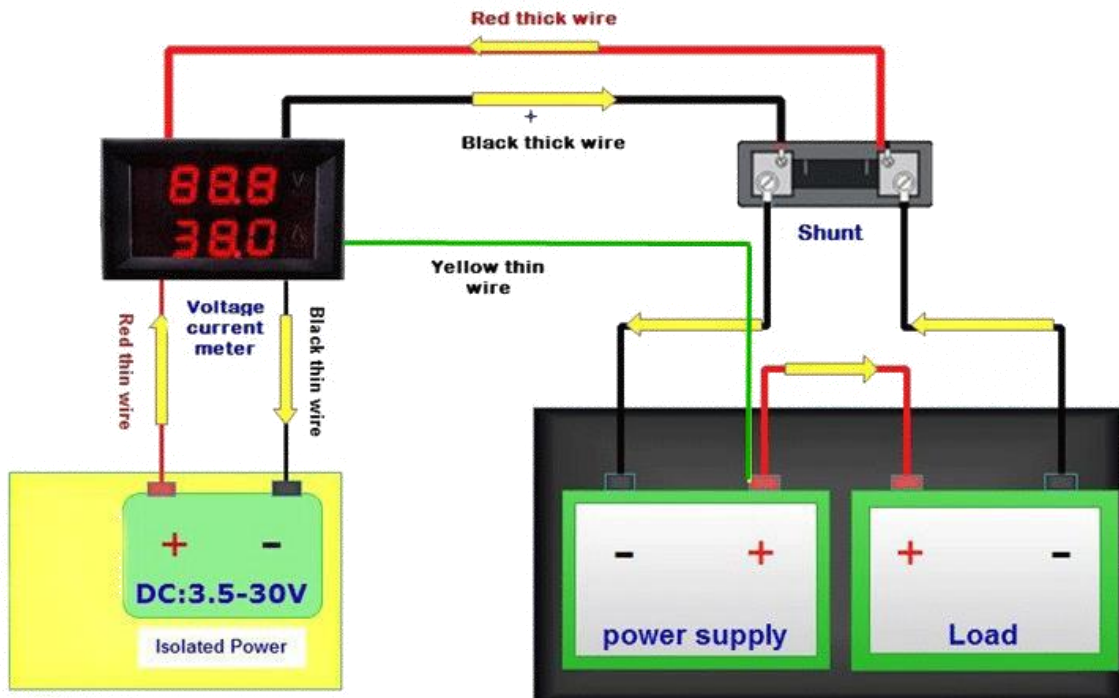 Red thick wire
+
Black thick wire
88.8 V
38.0 A
Shunt
Yellow thin
wire
Voltage
current
meter
Red thin wire
Black thin wire
+ -
DC:3.5-30V
Isolated Power
- +
power supply
+ -
Load